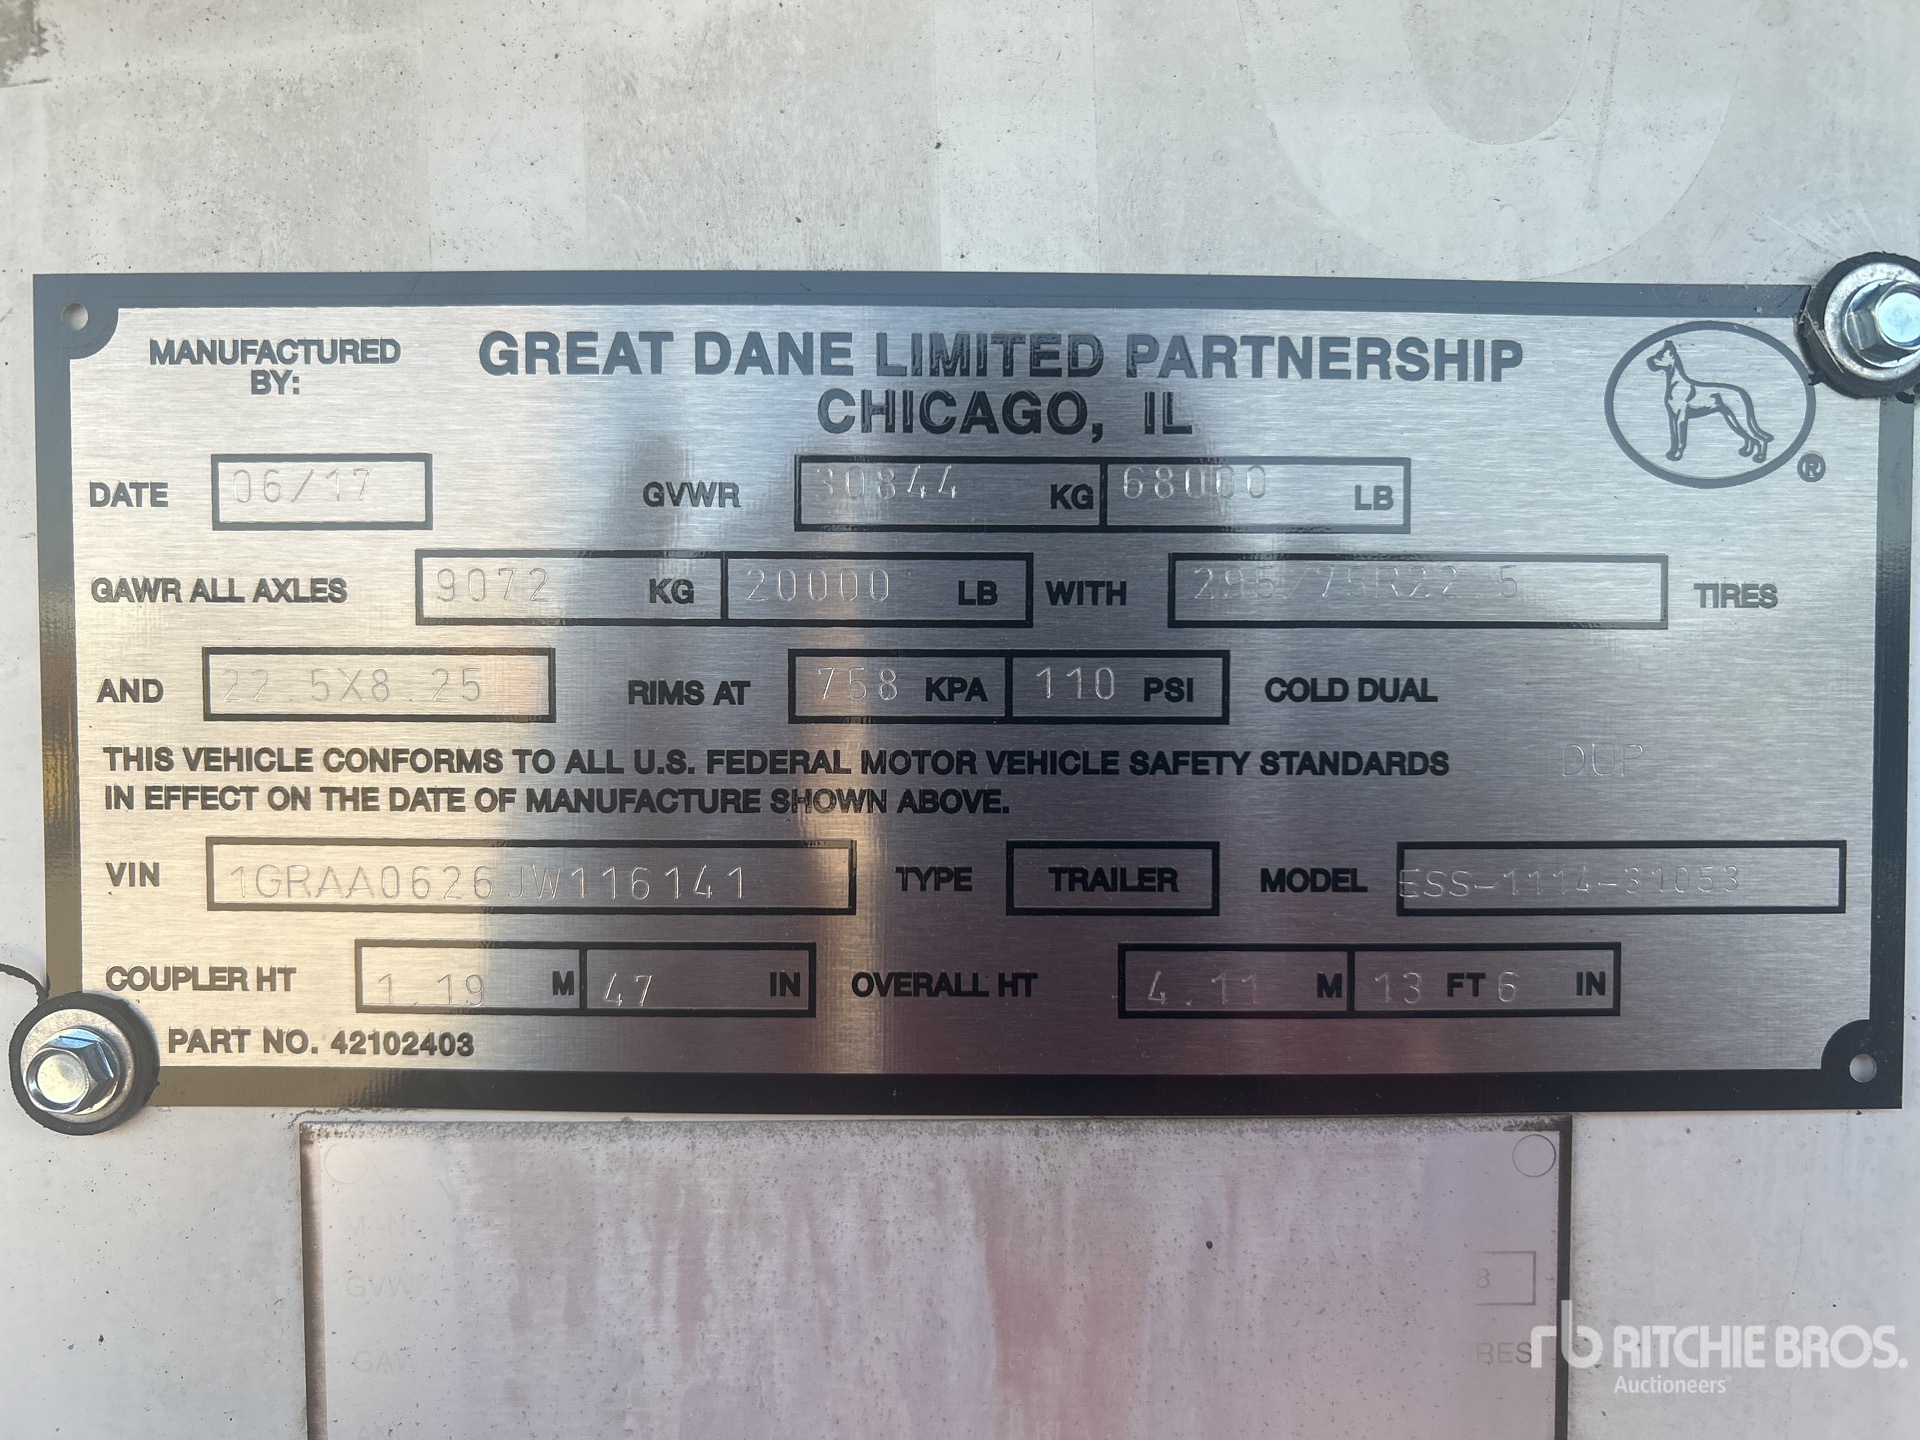 MANUFACTURED BY:
GREAT DANE LIMITED PARTNERSHIP
CHICAGO, IL
®
DATE 06/17 GVWR 30844 KG 68000 LB
GAWR ALL AXLES 9072 KG 20000 LB WITH 295/75R22.5 TIRES
AND 22.5X8.25 RIMS AT 758 KPA 110 PSI COLD DUAL
THIS VEHICLE CONFORMS TO ALL U.S. FEDERAL MOTOR VEHICLE SAFETY STANDARDS DUP
IN EFFECT ON THE DATE OF MANUFACTURE SHOWN ABOVE.
VIN 1GRAA0626JW116141 TYPE TRAILER MODEL ESS-1114-31053
COUPLER HT 1.19 M 47 IN OVERALL HT 4.11 M 13 FT 6 IN
PART NO. 42102403
8
rb RITCHIE BROS.
Auctioneers